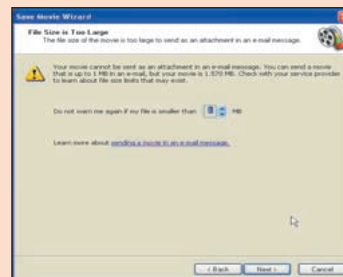 Save Movie Wizard
File Size is Too Large
The file size of the movie is too large to send as an attachment in an e-mail message.
Your movie cannot be sent as an attachment in an e-mail message. You can send a movie
that is up to 1 MB in an e-mail, but your movie is 1.570 MB. Check with your service provider
to learn about file size limits that may exist.
Do not warn me again if my file is smaller than MB
Learn more about sending a movie in an e-mail message.
< Back Next > Cancel